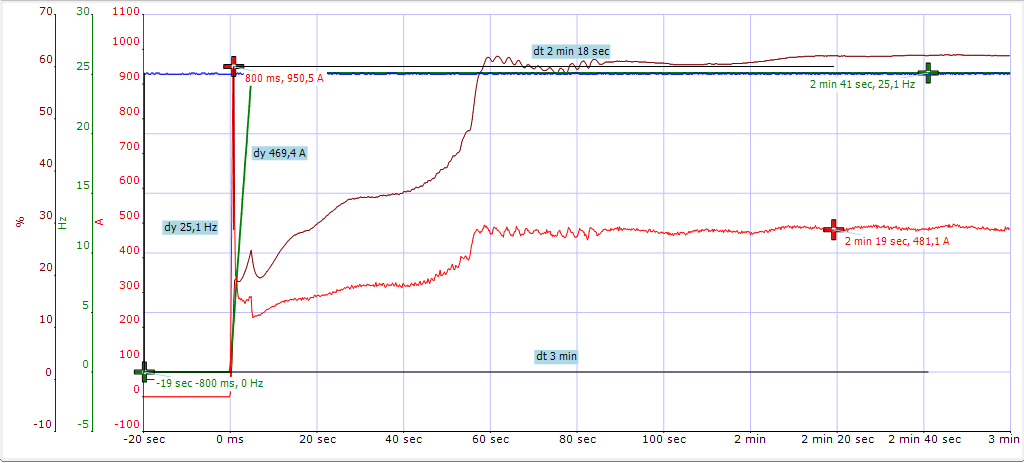 70
60
50
40
30
20
10
0
-10
%
30
25
20
15
10
5
0
-5
Hz
1100
1000
900
800
700
600
500
400
300
200
100
0
-100
A
dt 2 min 18 sec
800 ms, 950,5 A
2 min 41 sec, 25,1 Hz
dy 469,4 A
dy 25,1 Hz
2 min 19 sec, 481,1 A
dt 3 min
-19 sec -800 ms, 0 Hz
-20 sec
0 ms
20 sec
40 sec
60 sec
80 sec
100 sec
2 min
2 min 20 sec
2 min 40 sec
3 min